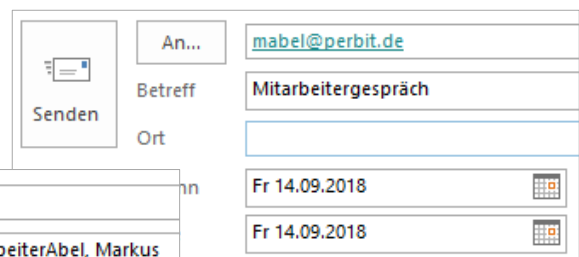 An... mabel@perbit.de
Betreff Mitarbeitergespräch
Senden
Ort
nn Fr 14.09.2018
Fr 14.09.2018
beiterAbel, Markus